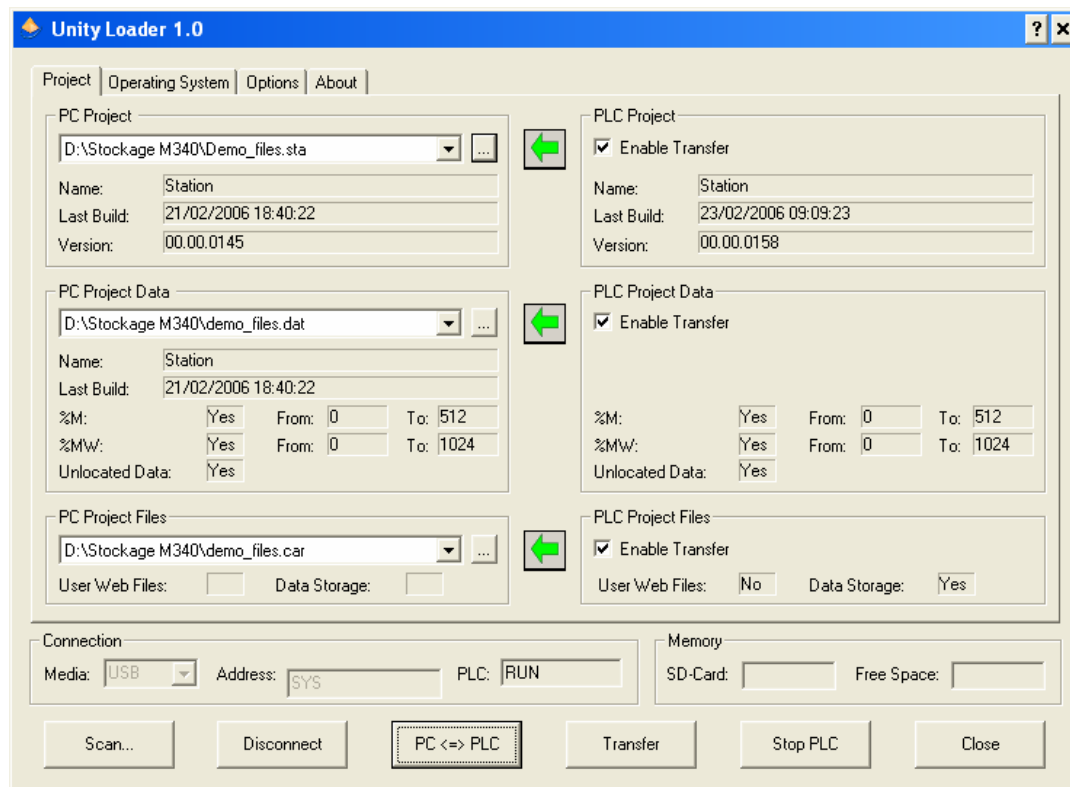 Unity Loader 1.0
Project Operating System Options About
PC Project
D:\Stockage M340\Demo_files.sta ...
Name: Station
Last Build: 21/02/2006 18:40:22
Version: 00.00.0145
PLC Project
Enable Transfer
Name: Station
Last Build: 23/02/2006 09:09:23
Version: 00.00.0158
PC Project Data
D:\Stockage M340\demo_files.dat ...
Name: Station
Last Build: 21/02/2006 18:40:22
%M: Yes From: 0 To: 512
%MW: Yes From: 0 To: 1024
Unlocated Data: Yes
PLC Project Data
Enable Transfer
%M: Yes From: 0 To: 512
%MW: Yes From: 0 To: 1024
Unlocated Data: Yes
PC Project Files
D:\Stockage M340\demo_files.car ...
User Web Files: Data Storage:
PLC Project Files
Enable Transfer
User Web Files: No Data Storage: Yes
Connection
Media: USB Address: SYS PLC: RUN
Memory
SD-Card: Free Space:
Scan... Disconnect PC <=> PLC Transfer Stop PLC Close